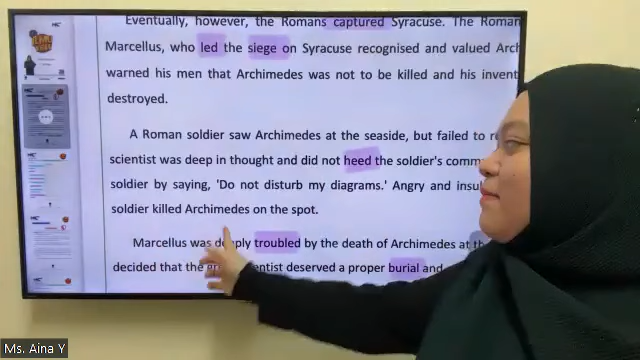 Eventually, however, the Romans captured Syracuse. The Roman
Marcellus, who led the siege on Syracuse recognised and valued Arch
warned his men that Archimedes was not to be killed and his invent
destroyed.
A Roman soldier saw Archimedes at the seaside, but failed to re
scientist was deep in thought and did not heed the soldier's comm
soldier by saying, 'Do not disturb my diagrams.' Angry and insul
soldier killed Archimedes on the spot.
Marcellus was deeply troubled by the death of Archimedes at th
decided that the scientist deserved a proper burial and
Ms. Aina Y